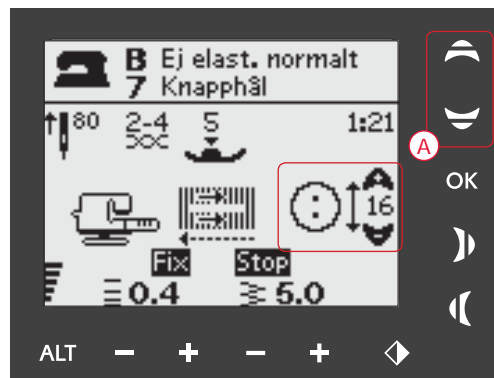 B Ej elast. normalt
7 Knapphål
80 2-4 5 1:21
A
16
OK
Fix Stop
0.4 5.0
ALT - + - +